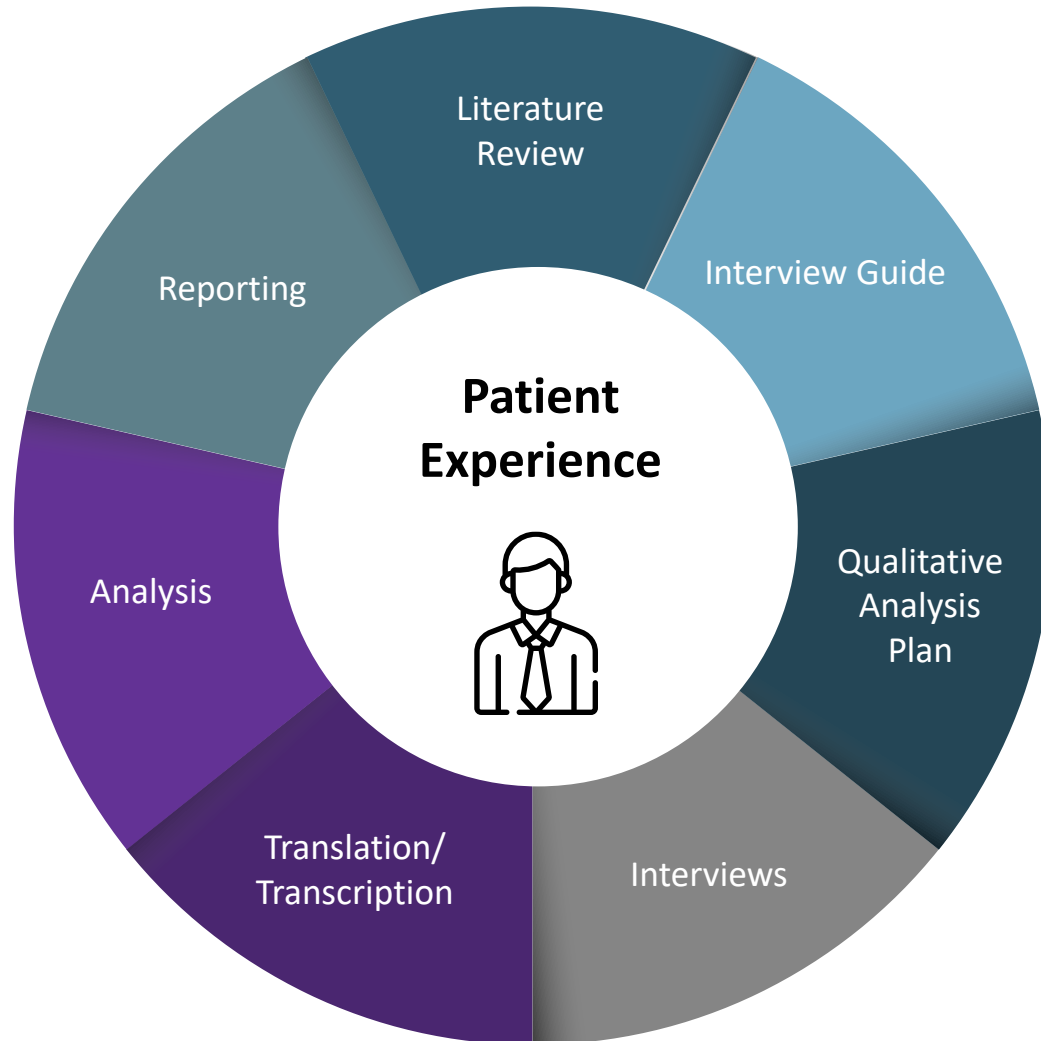 Literature
Review
Interview Guide
Qualitative
Analysis
Plan
Interviews
Translation/
Transcription
Analysis
Reporting
Patient
Experience